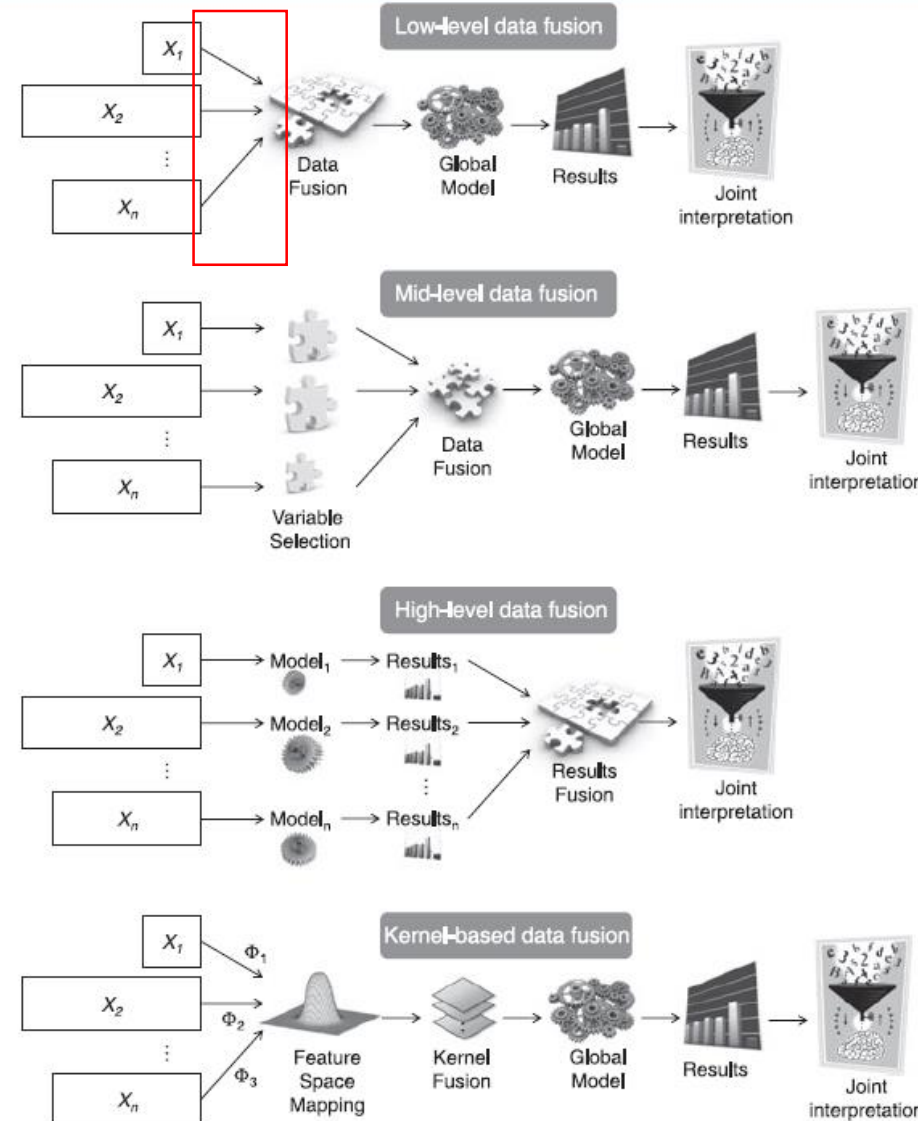 Low-level data fusion
X1
X2
⋮
Xn
Data
Fusion
Global
Model
Results
Joint
interpretation
Mid-level data fusion
X1
X2
⋮
Xn
Variable
Selection
Data
Fusion
Global
Model
Results
Joint
interpretation
High-level data fusion
X1
Model1
Results1
X2
Model2
Results2
⋮
⋮
Xn
Modeln
Resultsn
Results
Fusion
Joint
interpretation
Kernel-based data fusion
X1
Φ1
X2
Φ2
⋮
Xn
Φ3
Feature
Space
Mapping
Kernel
Fusion
Global
Model
Results
Joint
interpretation